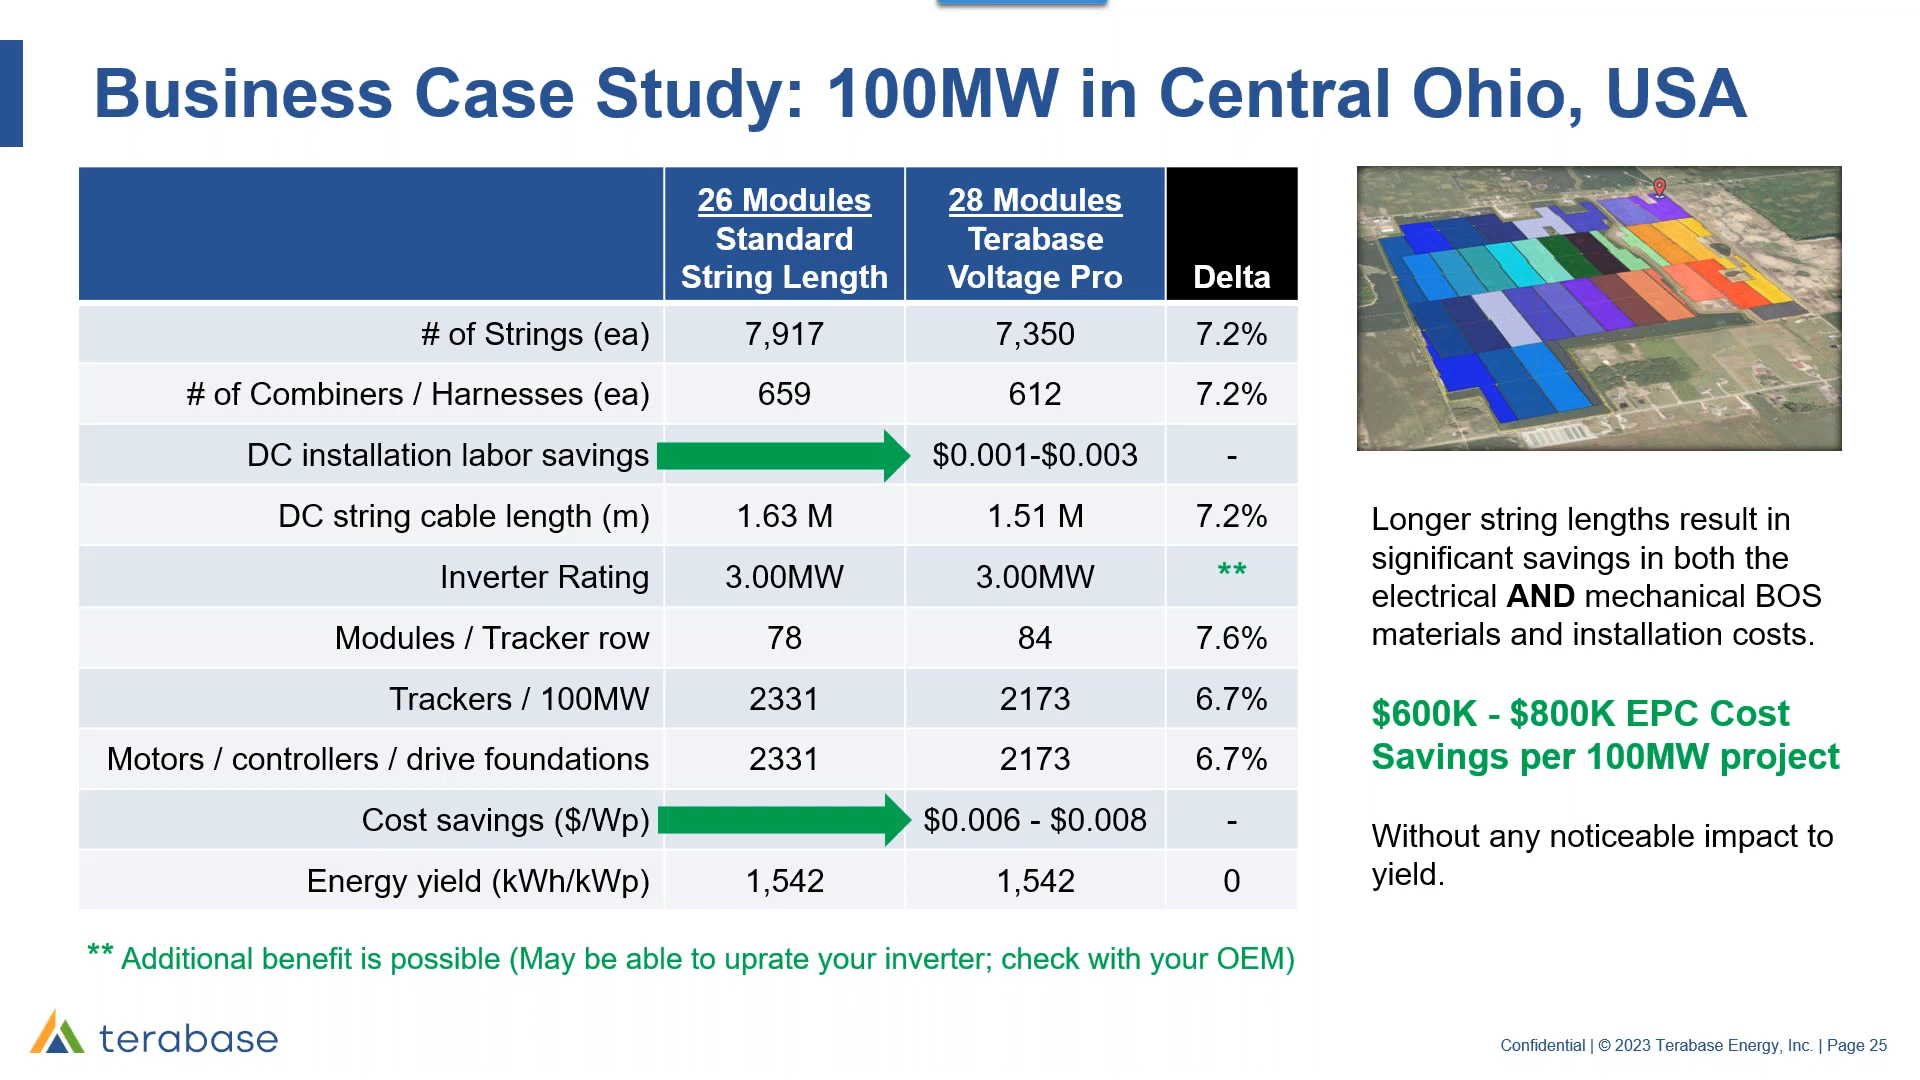 Business Case Study: 100MW in Central Ohio, USA
26 Modules Standard String Length
28 Modules Terabase Voltage Pro
Delta
# of Strings (ea) 7,917 7,350 7.2%
# of Combiners / Harnesses (ea) 659 612 7.2%
DC installation labor savings $0.001-$0.003 -
DC string cable length (m) 1.63 M 1.51 M 7.2%
Inverter Rating 3.00MW 3.00MW **
Modules / Tracker row 78 84 7.6%
Trackers / 100MW 2331 2173 6.7%
Motors / controllers / drive foundations 2331 2173 6.7%
Cost savings ($/Wp) $0.006 - $0.008 -
Energy yield (kWh/kWp) 1,542 1,542 0
** Additional benefit is possible (May be able to uprate your inverter; check with your OEM)
Longer string lengths result in
significant savings in both the
electrical AND mechanical BOS
materials and installation costs.
$600K - $800K EPC Cost
Savings per 100MW project
Without any noticeable impact to
yield.
terabase
Confidential | © 2023 Terabase Energy, Inc. | Page 25